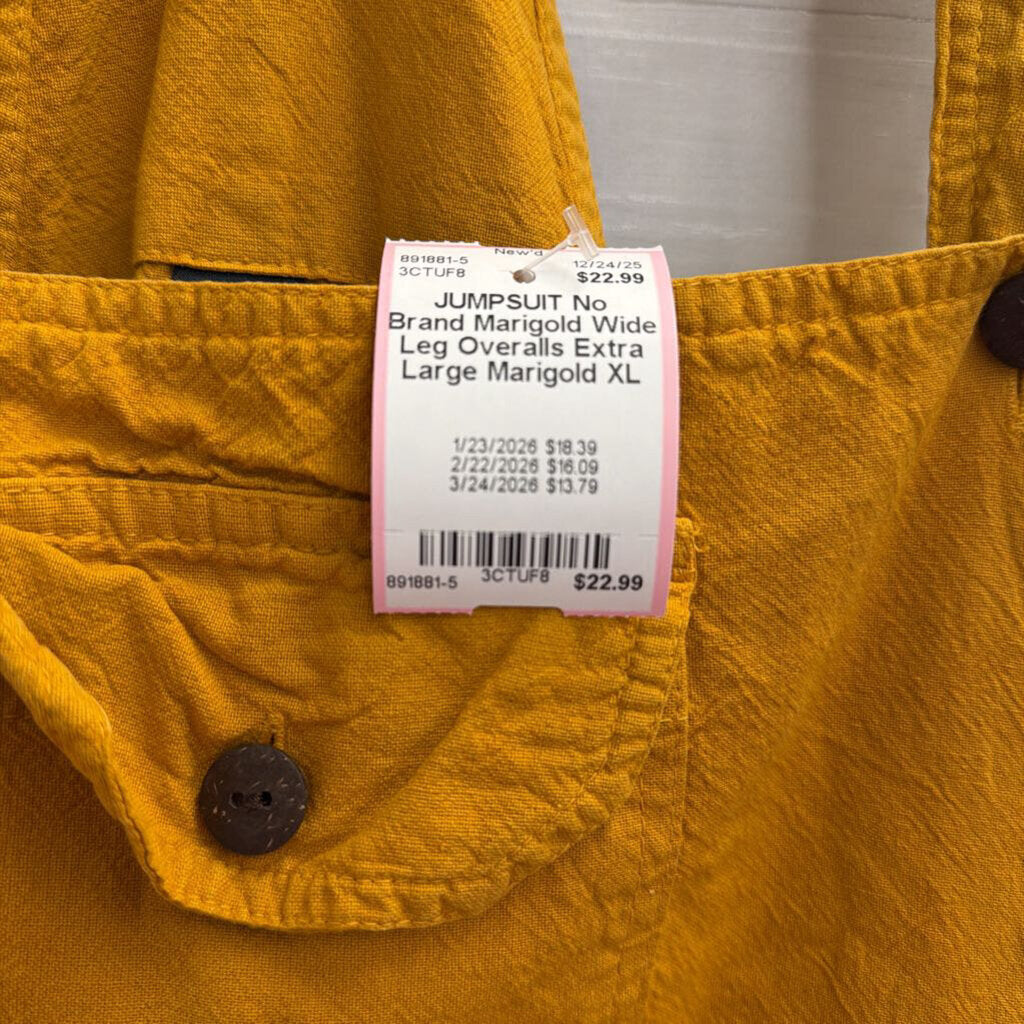 891881-5 New'd 12/24/25
3CTUF8 $22.99
JUMPSUIT No
Brand Marigold Wide
Leg Overalls Extra
Large Marigold XL
1/23/2026 $18.39
2/22/2026 $16.09
3/24/2026 $13.79
891881-5 3CTUF8 $22.99